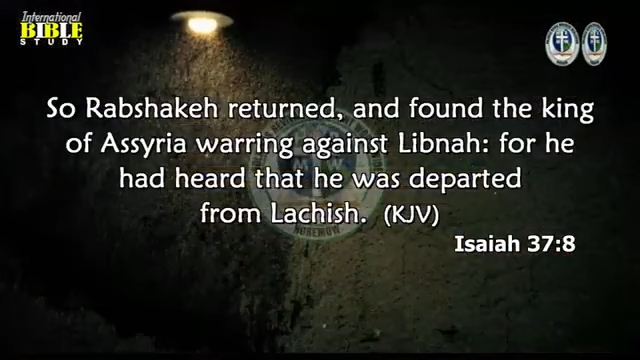 International
BIBLE
STUDY
So Rabshakeh returned, and found the king
of Assyria warring against Libnah: for he
had heard that he was departed
from Lachish. (KJV)
Isaiah 37:8